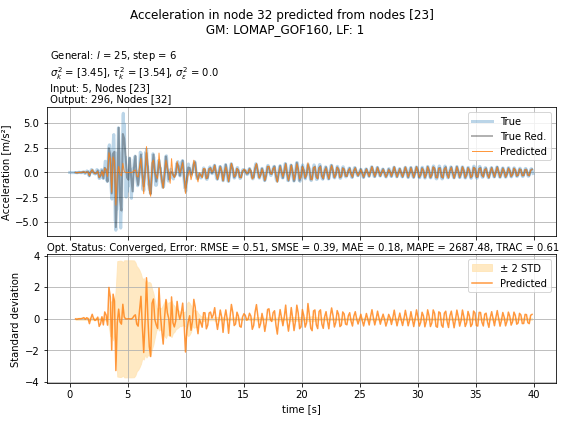 Acceleration in node 32 predicted from nodes [23]
GM: LOMAP_GOF160, LF: 1
General: l = 25, step = 6
σ²ₖ = [3.45], τ²ₖ = [3.54], σ²ε = 0.0
Input: 5, Nodes [23]
Output: 296, Nodes [32]
Acceleration [m/s²]
5.0
2.5
0.0
−2.5
−5.0
True
True Red.
Predicted
Opt. Status: Converged, Error: RMSE = 0.51, SMSE = 0.39, MAE = 0.18, MAPE = 2687.48, TRAC = 0.61
Standard deviation
4
2
0
−2
−4
± 2 STD
Predicted
0 5 10 15 20 25 30 35 40
time [s]